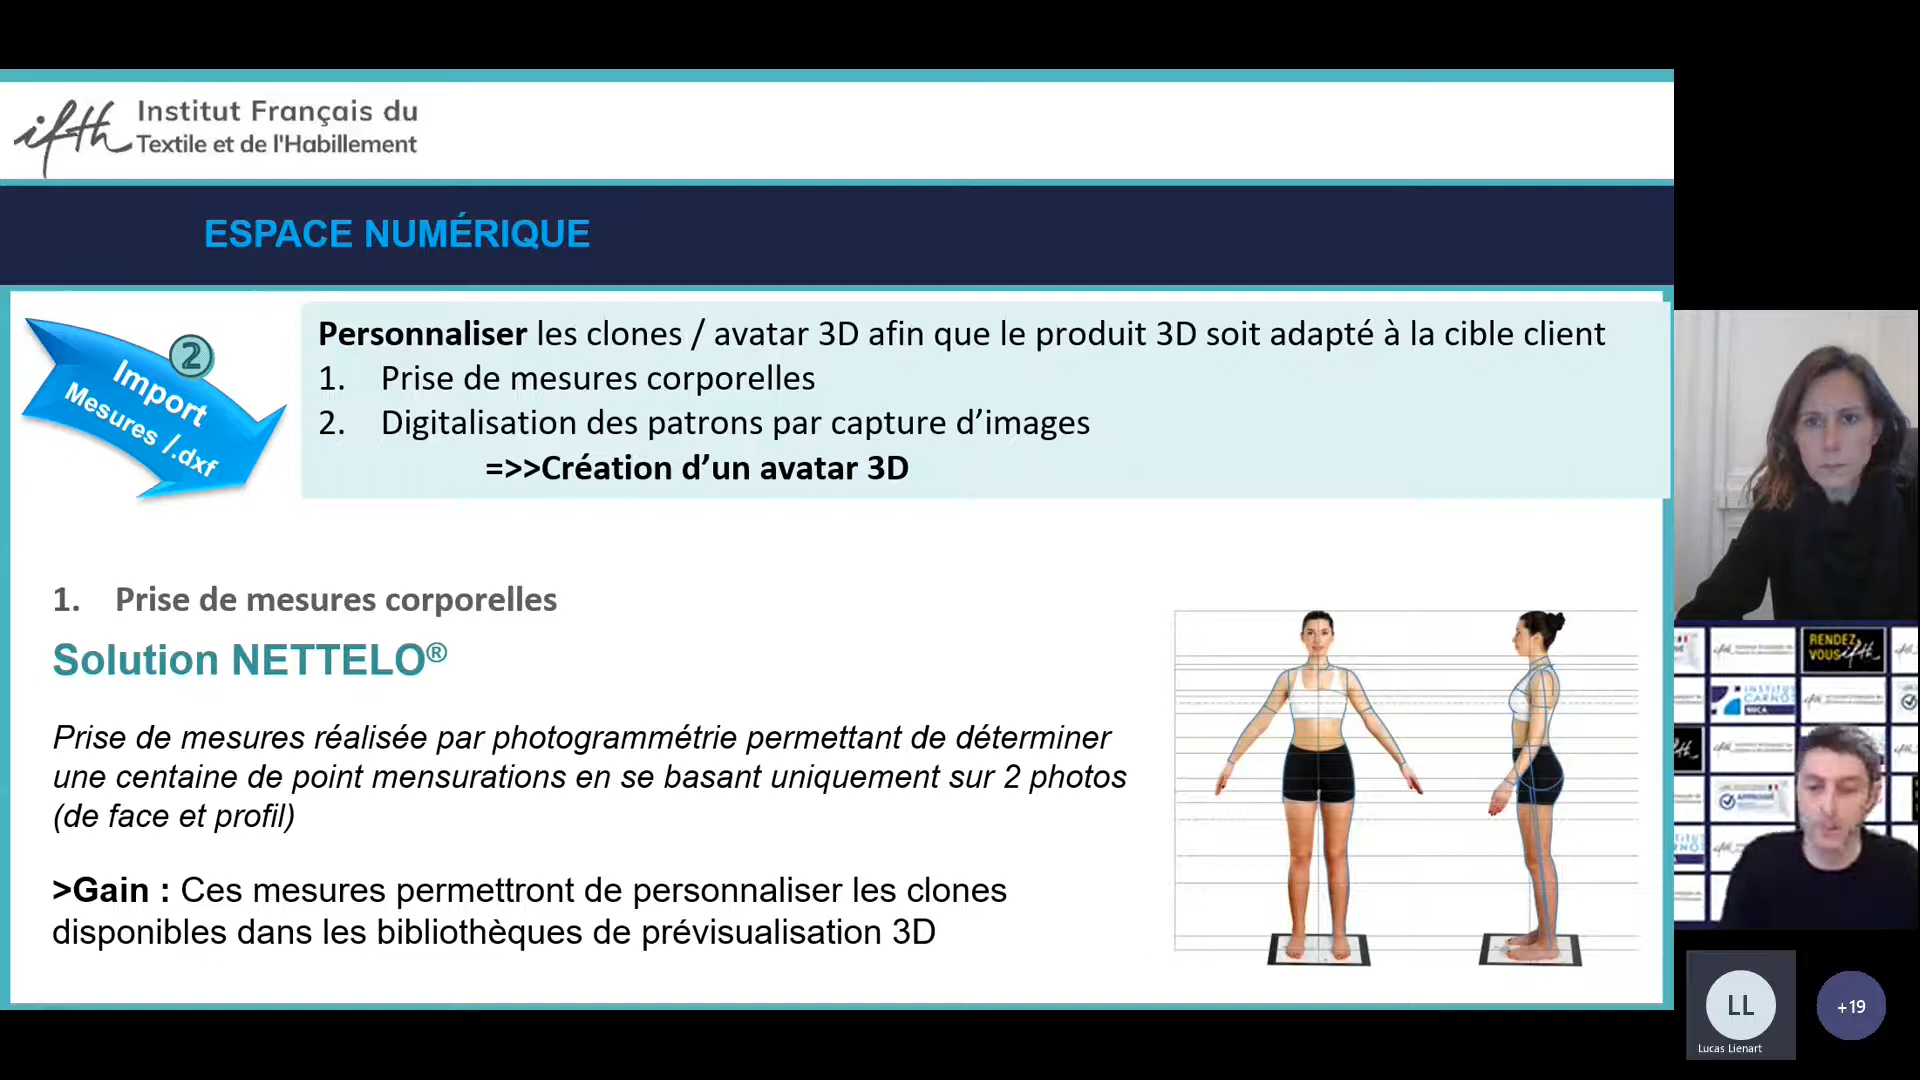 ifth
Institut Français du
Textile et de l'Habillement
ESPACE NUMÉRIQUE
2
Import
Mesures /.dxf
Personnaliser les clones / avatar 3D afin que le produit 3D soit adapté à la cible client
1. Prise de mesures corporelles
2. Digitalisation des patrons par capture d’images
=>>Création d’un avatar 3D
1. Prise de mesures corporelles
Solution NETTELO®
Prise de mesures réalisée par photogrammétrie permettant de déterminer
une centaine de point mensurations en se basant uniquement sur 2 photos
(de face et profil)
>Gain : Ces mesures permettront de personnaliser les clones
disponibles dans les bibliothèques de prévisualisation 3D
RENDEZ
VOUS ifth
INSTITUT
CARNOT
LL
Lucas Lienart
+19